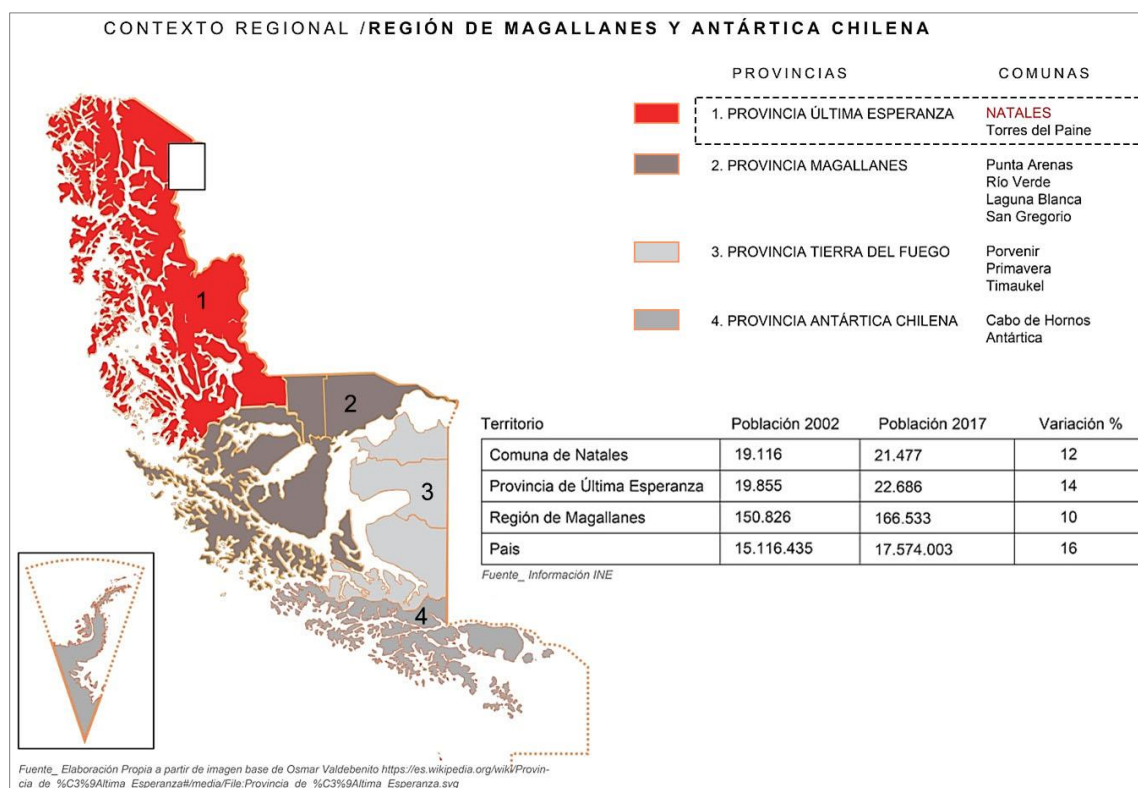 CONTEXTO REGIONAL /REGIÓN DE MAGALLANES Y ANTÁRTICA CHILENA
PROVINCIAS COMUNAS
1. PROVINCIA ÚLTIMA ESPERANZA NATALES
Torres del Paine
2. PROVINCIA MAGALLANES Punta Arenas
Río Verde
Laguna Blanca
San Gregorio
3. PROVINCIA TIERRA DEL FUEGO Porvenir
Primavera
Timaukel
4. PROVINCIA ANTÁRTICA CHILENA Cabo de Hornos
Antártica
1
2
3
4
Territorio Población 2002 Población 2017 Variación %
Comuna de Natales 19.116 21.477 12
Provincia de Última Esperanza 19.855 22.686 14
Región de Magallanes 150.826 166.533 10
Pais 15.116.435 17.574.003 16
Fuente_ Información INE
Fuente_ Elaboración Propia a partir de imagen base de Osmar Valdebenito https://es.wikipedia.org/wiki/Provin-
cia_de_%C3%9Altima_Esperanza#/media/File:Provincia_de_%C3%9Altima_Esperanza.svg